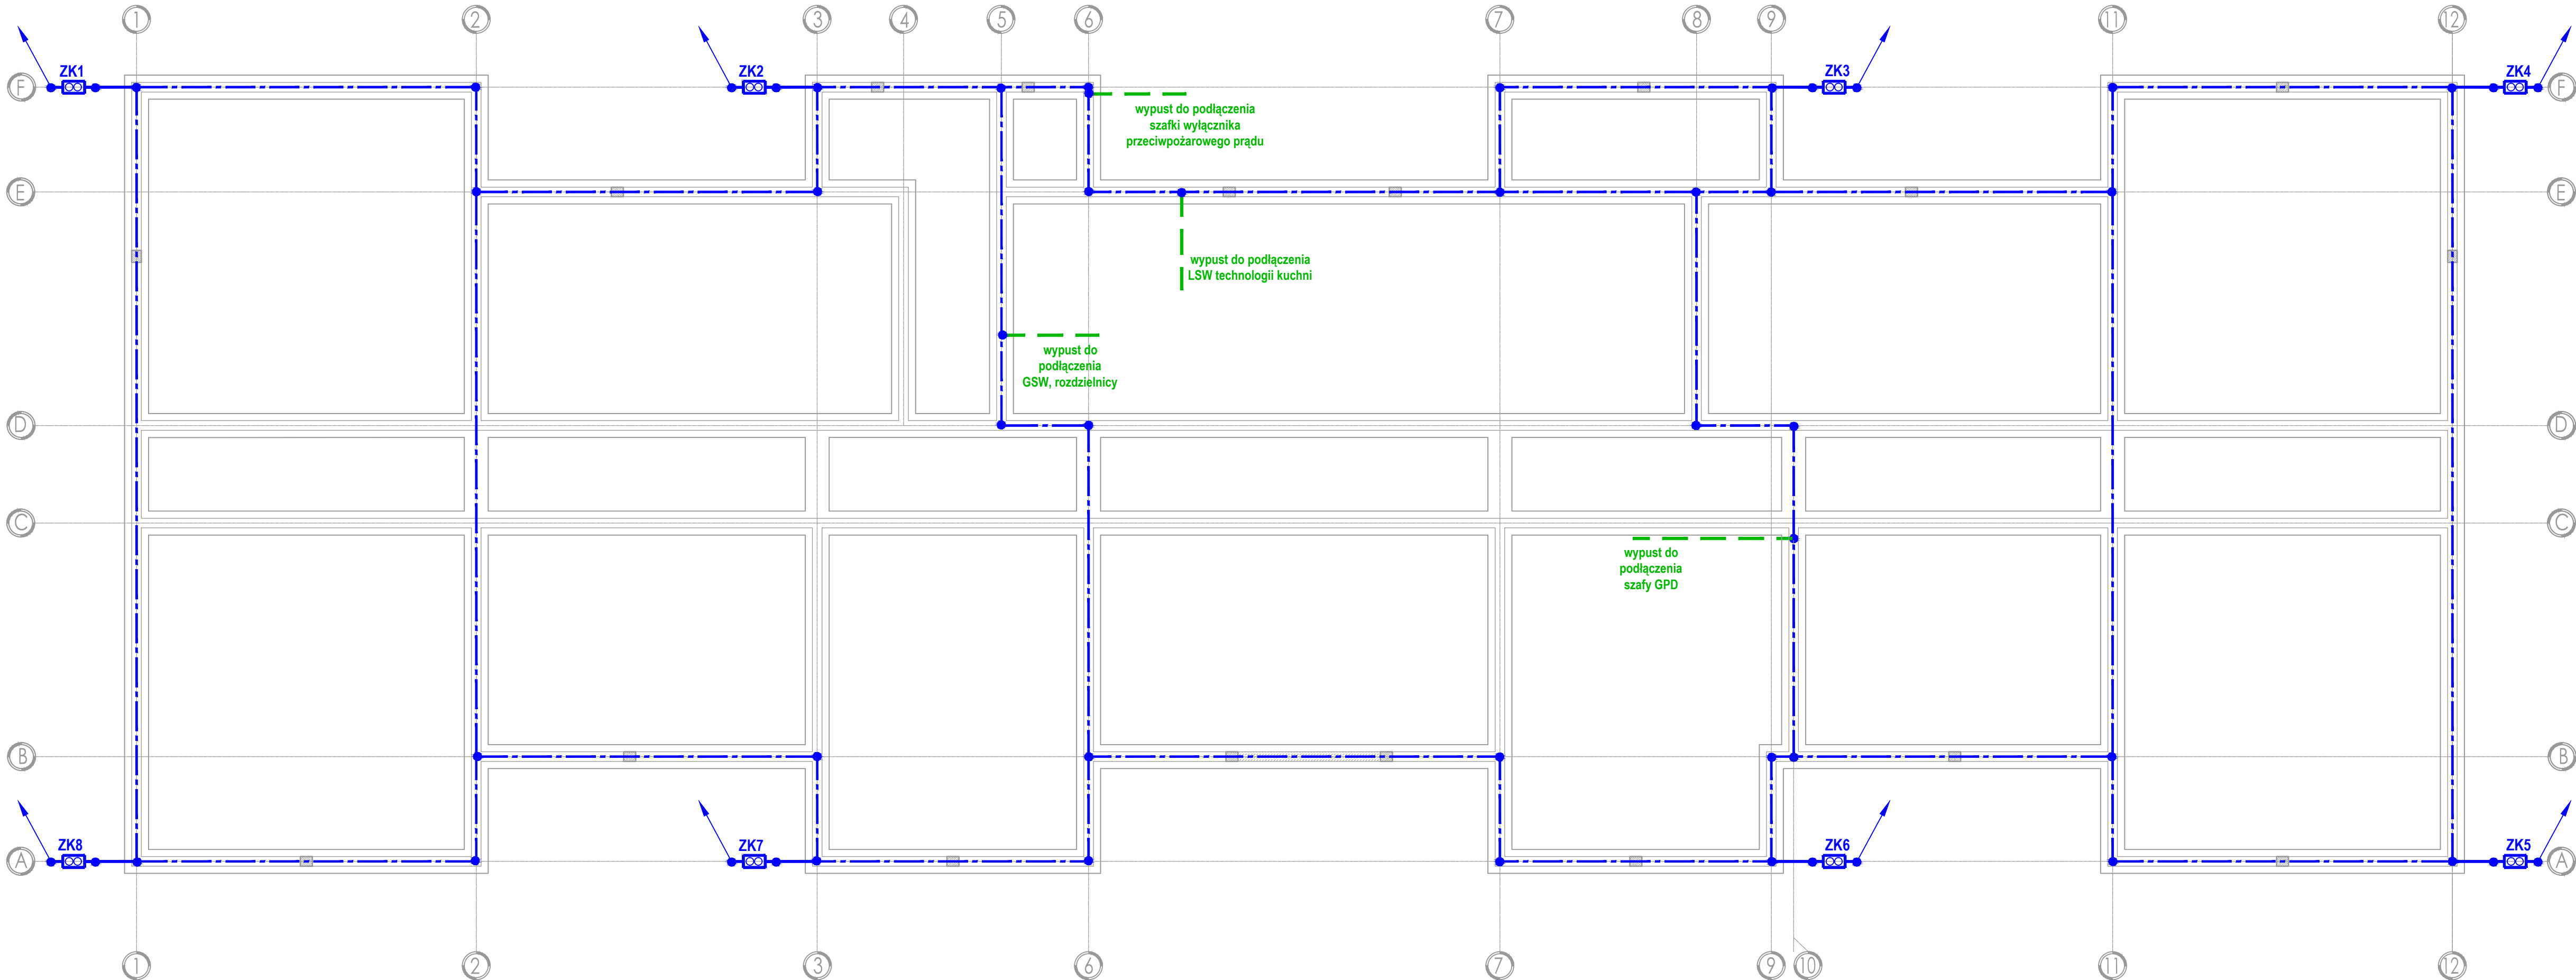 1 2 3 4 5 6 7 8 9 11 12
ZK1 ZK2 ZK3 ZK4
F F
wypust do podłączenia
szafki wyłącznika
przeciwpożarowego prądu
E E
wypust do podłączenia
LSW technologii kuchni
wypust do
podłączenia
GSW, rozdzielnicy
D D
C C
wypust do
podłączenia
szafy GPD
B B
ZK8 ZK7 ZK6 ZK5
A A
1 2 3 6 7 9 10 11 12